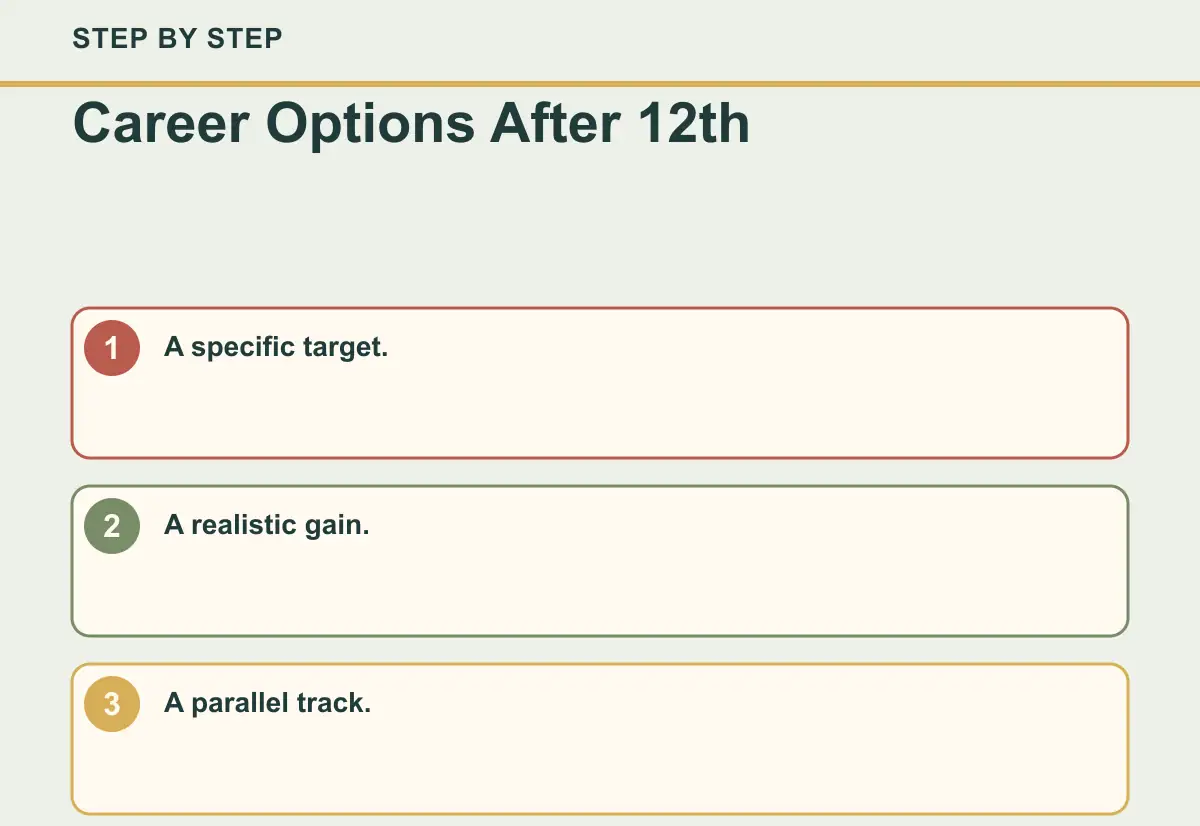 STEP BY STEP
Career Options After 12th
1 A specific target.
2 A realistic gain.
3 A parallel track.